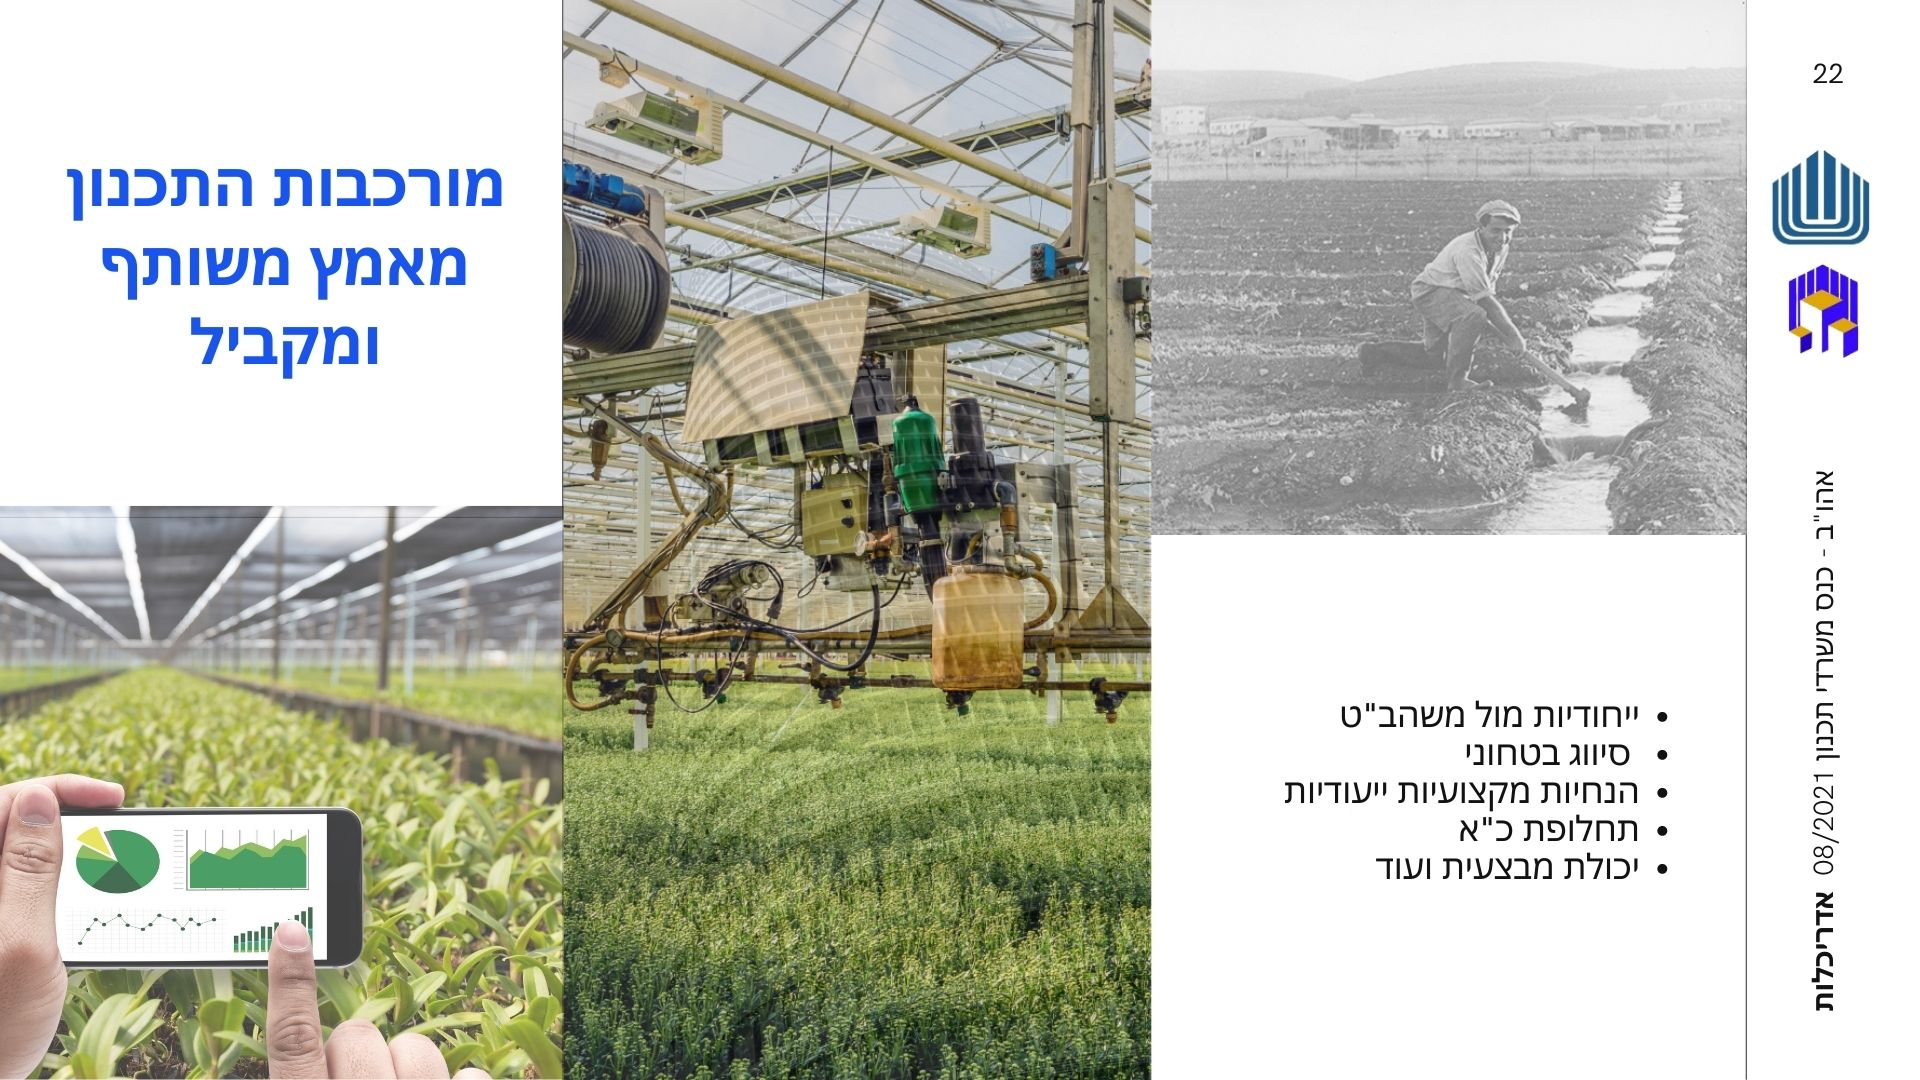 22
מורכבות התכנון
מאמץ משותף
ומקביל
• ייחודיות מול משהב"ט
• סיווג בטחוני
• הנחיות מקצועיות ייעודיות
• תחלופת כ"א
• יכולת מבצעית ועוד
אדריכלות 08/2021 אהו"ב - כנס משרדי תכנון